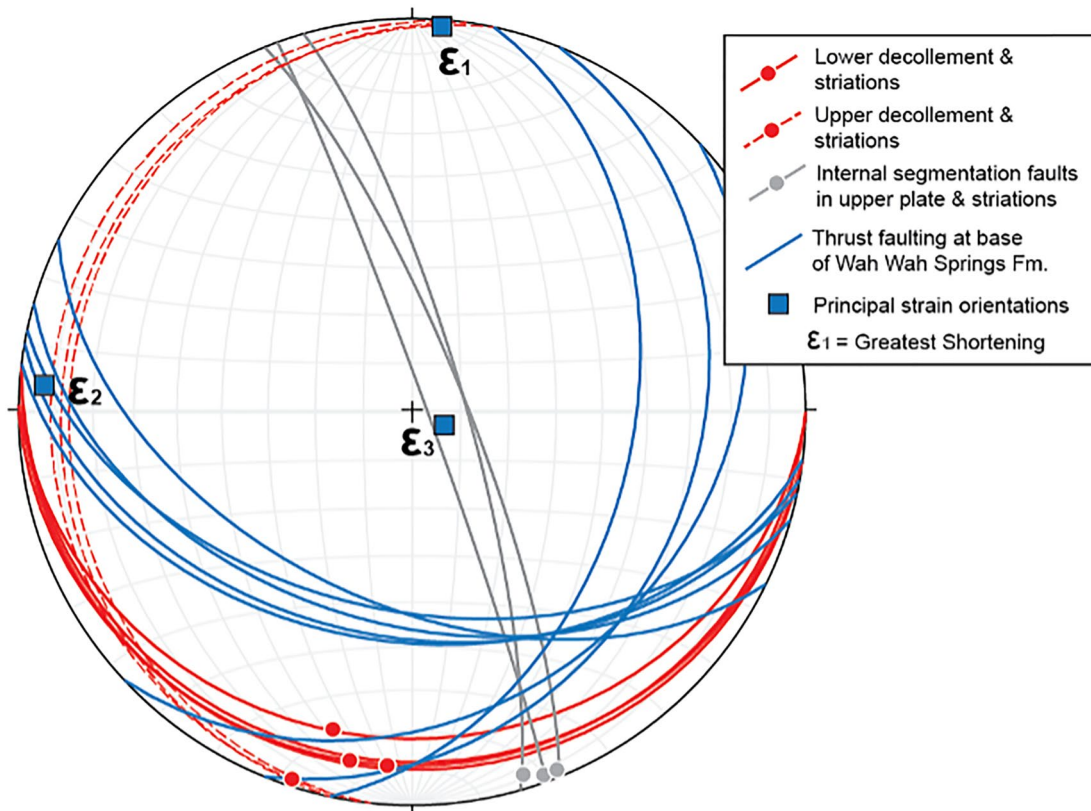 ε1
ε2
ε3
Lower decollement &
striations
Upper decollement &
striations
Internal segmentation faults
in upper plate & striations
Thrust faulting at base
of Wah Wah Springs Fm.
Principal strain orientations
ε1 = Greatest Shortening